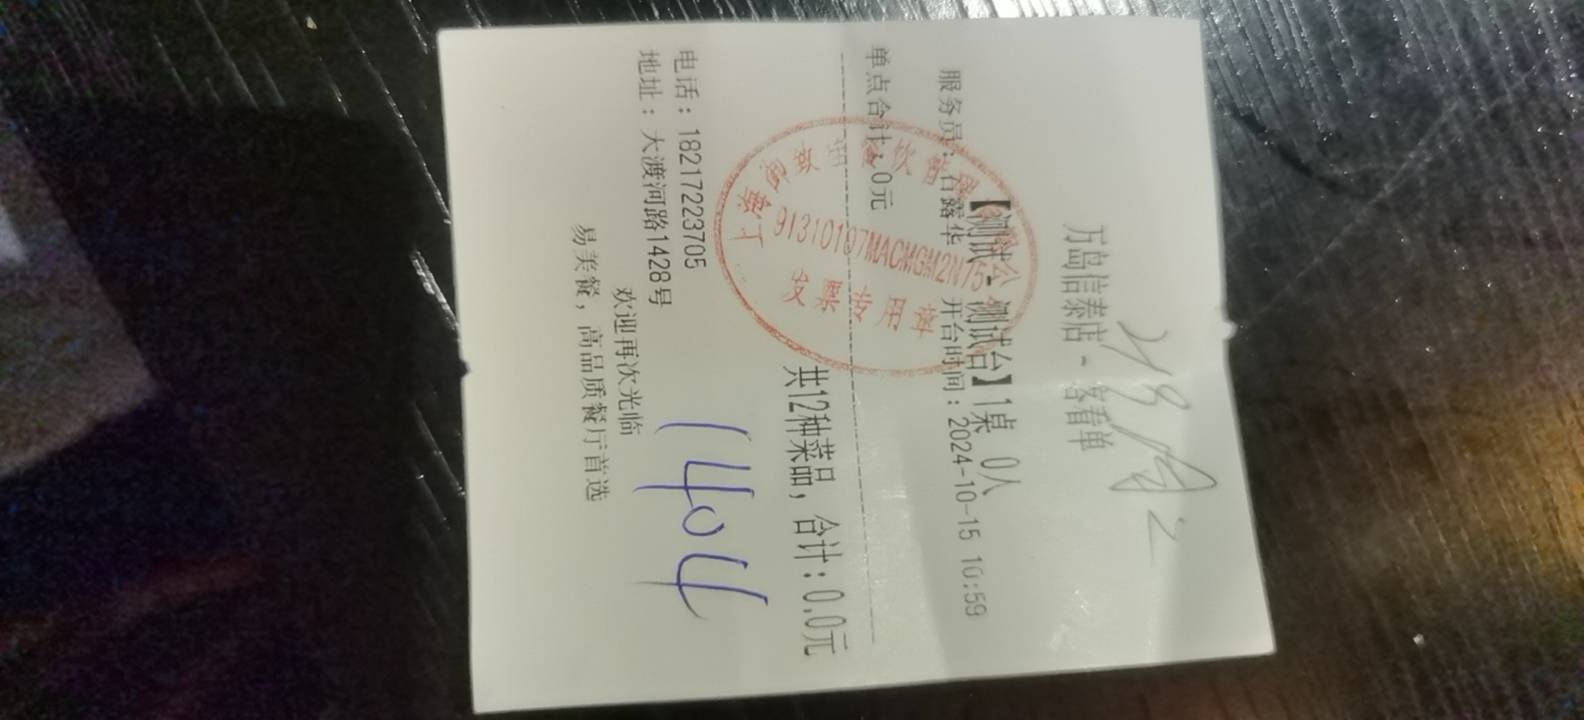 万岛信泰店 - 客看单
【测试 - 测试台】1桌 0人
服务员：台露华 开台时间：2024-10-15 10:59
单点合计：0元
共12种菜品，合计：0.0元
电话：18217223705
地址：大渡河路1428号
欢迎再次光临
易美餐，高品质餐厅首选
1404
91310107MACMGM2N75
发票专用章